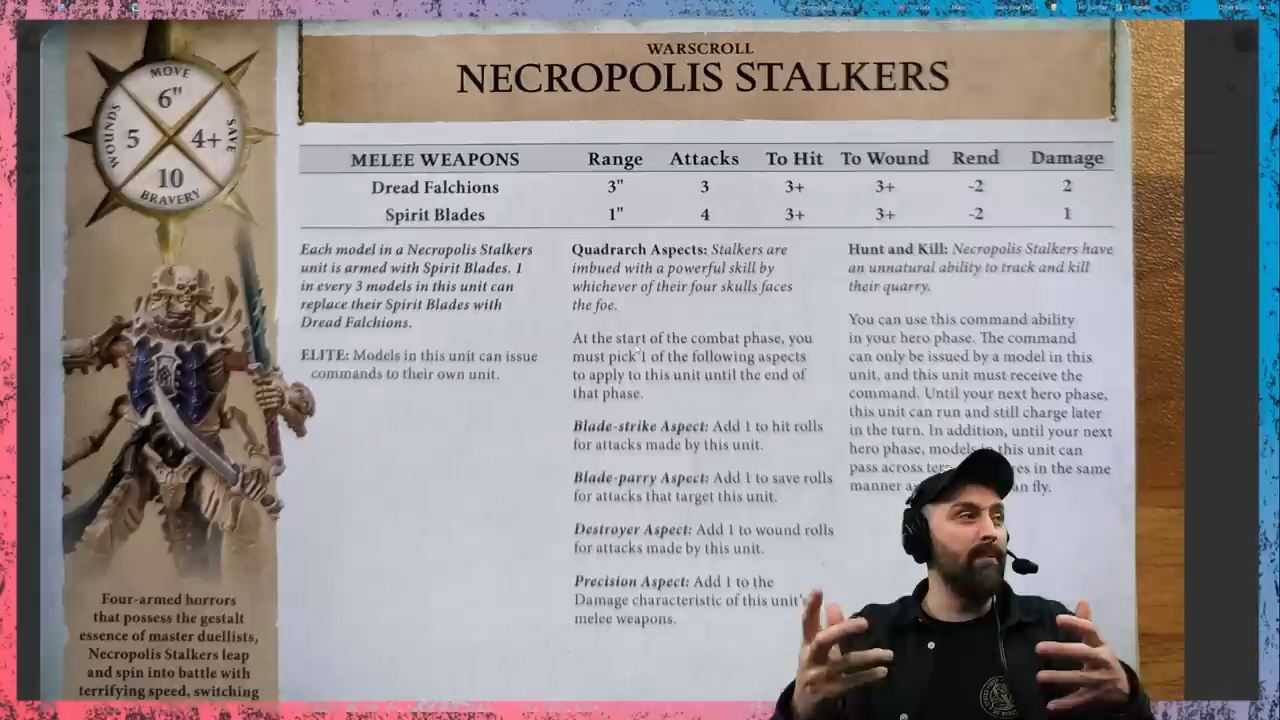 WARSCROLL
NECROPOLIS STALKERS
MOVE
6"
WOUNDS
5
4+
SAVE
10
BRAVERY
MELEE WEAPONS Range Attacks To Hit To Wound Rend Damage
Dread Falchions 3" 3 3+ 3+ -2 2
Spirit Blades 1" 4 3+ 3+ -2 1
Each model in a Necropolis Stalkers
unit is armed with Spirit Blades. 1
in every 3 models in this unit can
replace their Spirit Blades with
Dread Falchions.
ELITE: Models in this unit can issue
commands to their own unit.
Quadrarch Aspects: Stalkers are
imbued with a powerful skill by
whichever of their four skulls faces
the foe.
At the start of the combat phase, you
must pick 1 of the following aspects
to apply to this unit until the end of
that phase.
Blade-strike Aspect: Add 1 to hit rolls
for attacks made by this unit.
Blade-parry Aspect: Add 1 to save rolls
for attacks that target this unit.
Destroyer Aspect: Add 1 to wound rolls
for attacks made by this unit.
Precision Aspect: Add 1 to the
Damage characteristic of this unit's
melee weapons.
Hunt and Kill: Necropolis Stalkers have
an unnatural ability to track and kill
their quarry.
You can use this command ability
in your hero phase. The command
can only be issued by a model in this
unit, and this unit must receive the
command. Until your next hero phase,
this unit can run and still charge later
in the turn. In addition, until your next
hero phase, models in this unit can
pass across in the same
manner an fly.
Four-armed horrors
that possess the gestalt
essence of master duellists,
Necropolis Stalkers leap
and spin into battle with
terrifying speed, switching